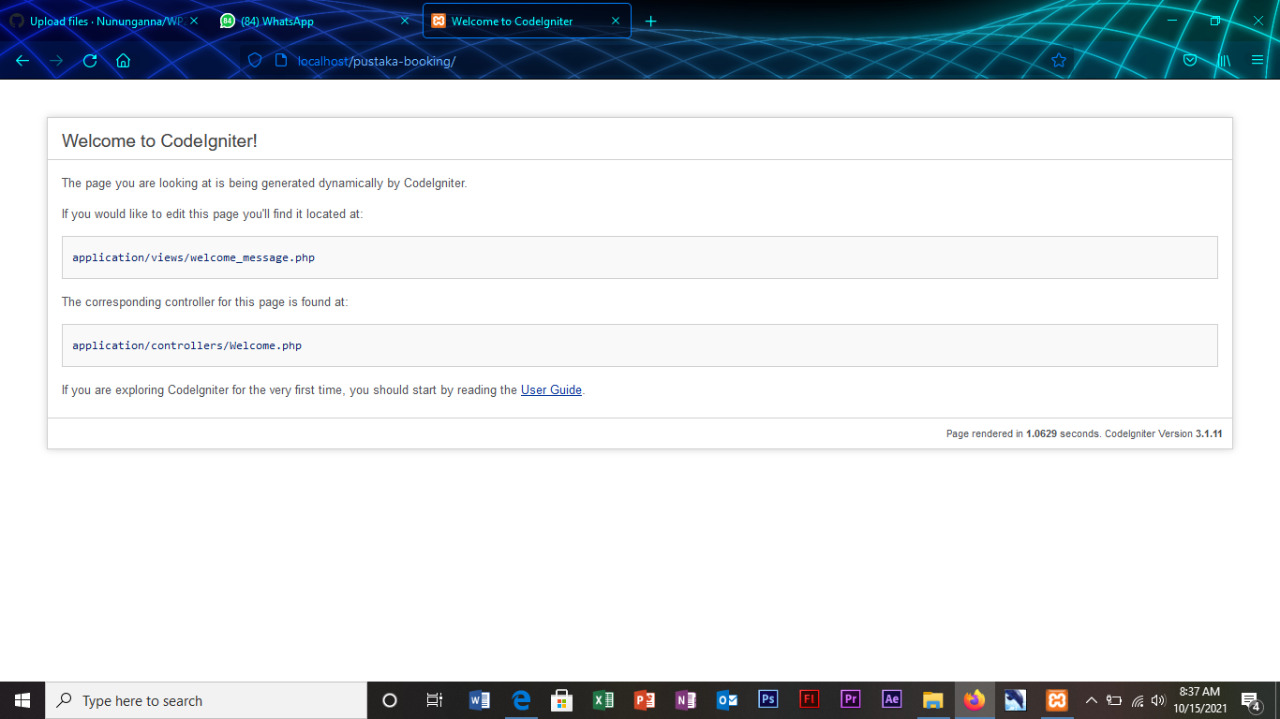 Upload files · Nununganna/WP
(84) WhatsApp
Welcome to CodeIgniter
localhost/pustaka-booking/
Welcome to CodeIgniter!
The page you are looking at is being generated dynamically by CodeIgniter.
If you would like to edit this page you'll find it located at:
application/views/welcome_message.php
The corresponding controller for this page is found at:
application/controllers/Welcome.php
If you are exploring CodeIgniter for the very first time, you should start by reading the User Guide.
Page rendered in 1.0629 seconds. CodeIgniter Version 3.1.11
Type here to search
Ps
Fl
Pr
Ae
8:37 AM
10/15/2021
4